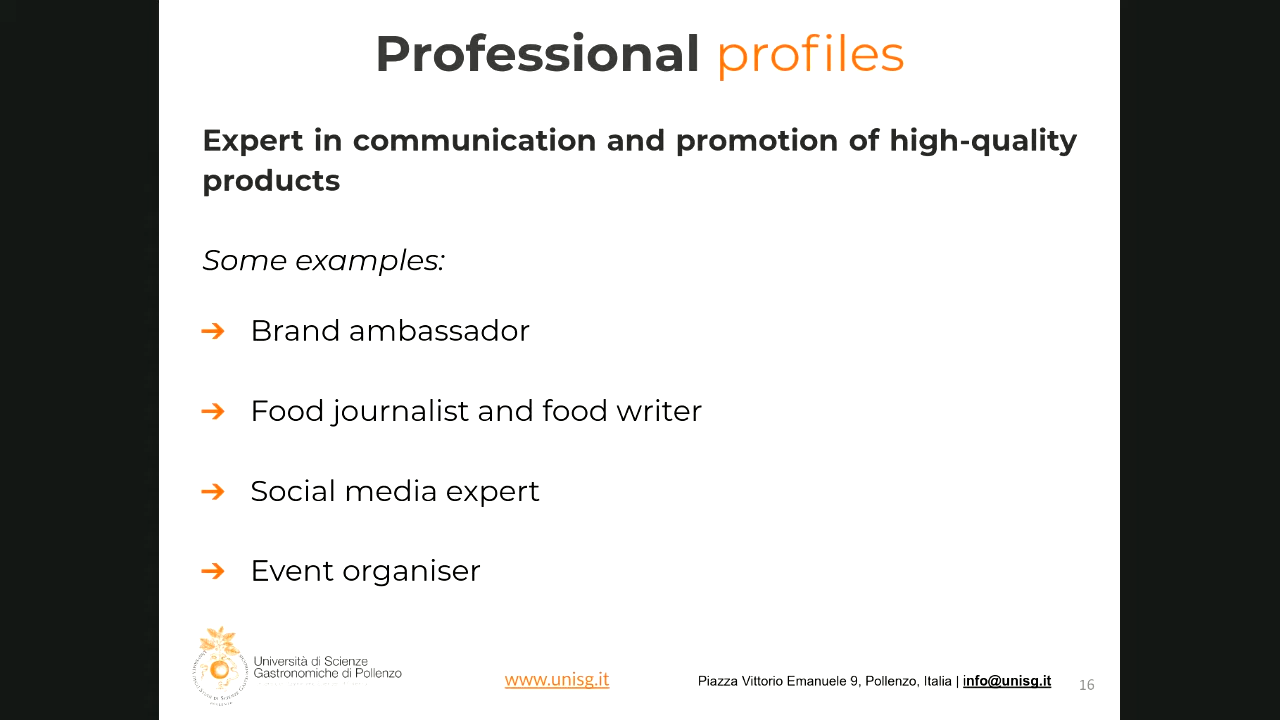 Professional profiles
Expert in communication and promotion of high-quality
products
Some examples:
➔ Brand ambassador
➔ Food journalist and food writer
➔ Social media expert
➔ Event organiser
Università di Scienze
Gastronomiche di Pollenzo
www.unisg.it
Piazza Vittorio Emanuele 9, Pollenzo, Italia | info@unisg.it
16